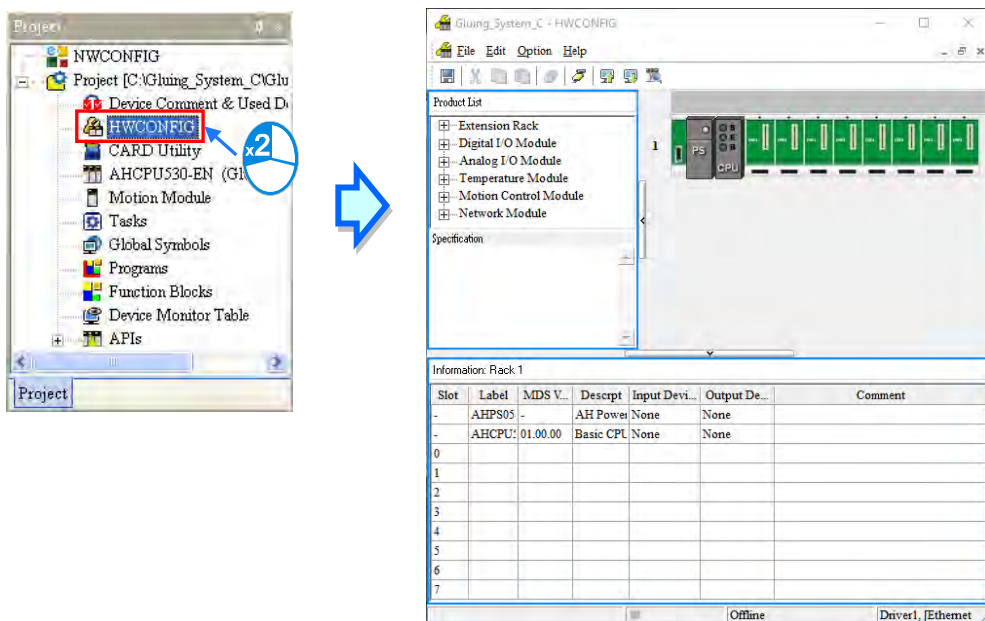 Project
NWCONFIG
Project [C:\Gluing_System_C\Glu
Device Comment & Used D
HWCONFIG
x2
CARD Utility
AHCPU530-EN (Gl
Motion Module
Tasks
Global Symbols
Programs
Function Blocks
Device Monitor Table
APIs
Project
Gluing_System_C - HWCONFIG
File Edit Option Help
Product List
Extension Rack
Digital I/O Module
Analog I/O Module
Temperature Module
Motion Control Module
Network Module
Specification
1
PS
CPU
Information: Rack 1
Slot Label MDS V... Descrpt Input Devi... Output De... Comment
- AHPS05 - AH Power None None
- AHCPU5 01.00.00 Basic CPU None None
0
1
2
3
4
5
6
7
Offline Driver1, [Ethernet